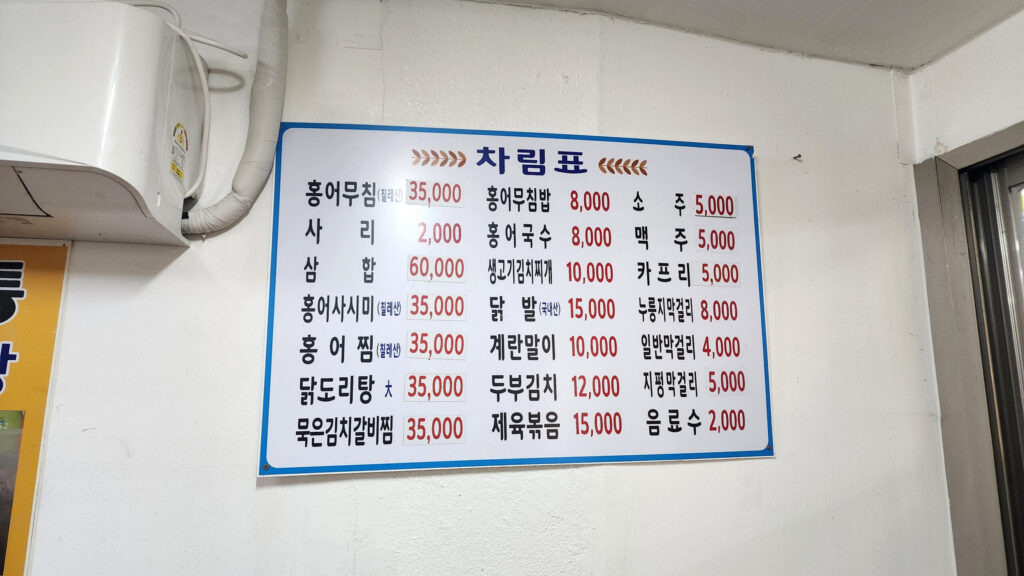 차림표
홍어무침(칠레산) 35,000
사리 2,000
삼합 60,000
홍어사시미(칠레산) 35,000
홍어찜(칠레산) 35,000
닭도리탕 大 35,000
묵은김치갈비찜 35,000
홍어무침밥 8,000
홍어국수 8,000
생고기김치찌개 10,000
닭발(국내산) 15,000
계란말이 10,000
두부김치 12,000
제육볶음 15,000
소주 5,000
맥주 5,000
카프리 5,000
누룽지막걸리 8,000
일반막걸리 4,000
지평막걸리 5,000
음료수 2,000